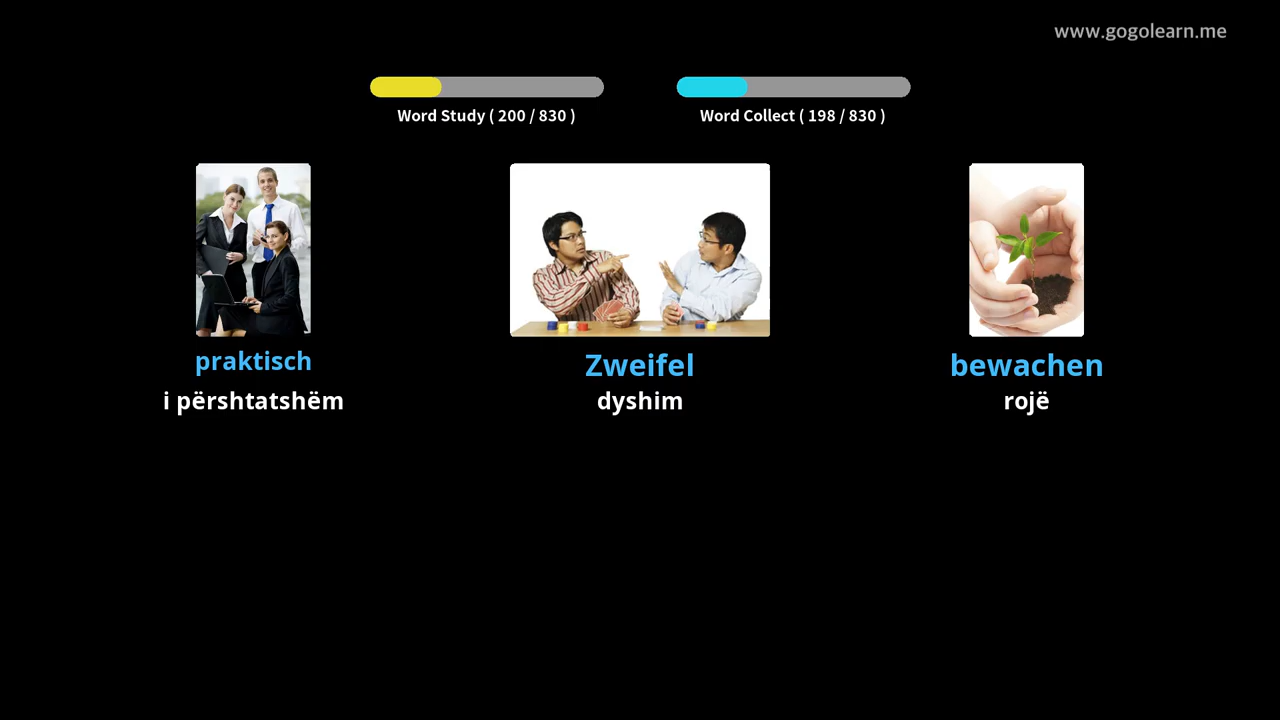 www.gogolearn.me
Word Study ( 200 / 830 )
Word Collect ( 198 / 830 )
praktisch
i përshtatshëm
Zweifel
dyshim
bewachen
rojë